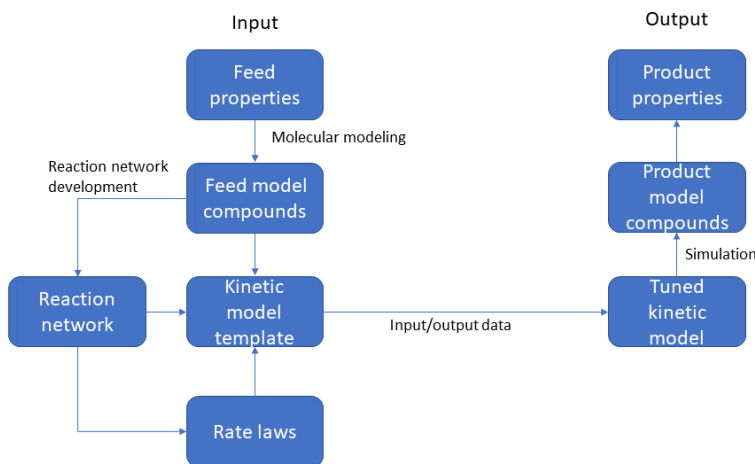 Input
Output
Feed
properties
Product
properties
Molecular modeling
Reaction network
development
Feed model
compounds
Product
model
compounds
Simulation
Reaction
network
Kinetic
model
template
Input/output data
Tuned
kinetic
model
Rate laws